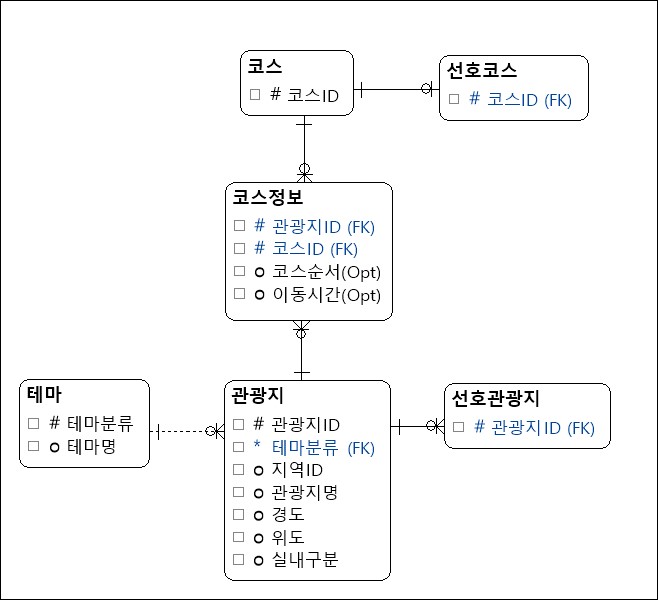 코스
# 코스ID
선호코스
# 코스ID (FK)
코스정보
# 관광지ID (FK)
# 코스ID (FK)
o 코스순서(Opt)
o 이동시간(Opt)
테마
# 테마분류
o 테마명
관광지
# 관광지ID
* 테마분류 (FK)
o 지역ID
o 관광지명
o 경도
o 위도
o 실내구분
선호관광지
# 관광지ID (FK)